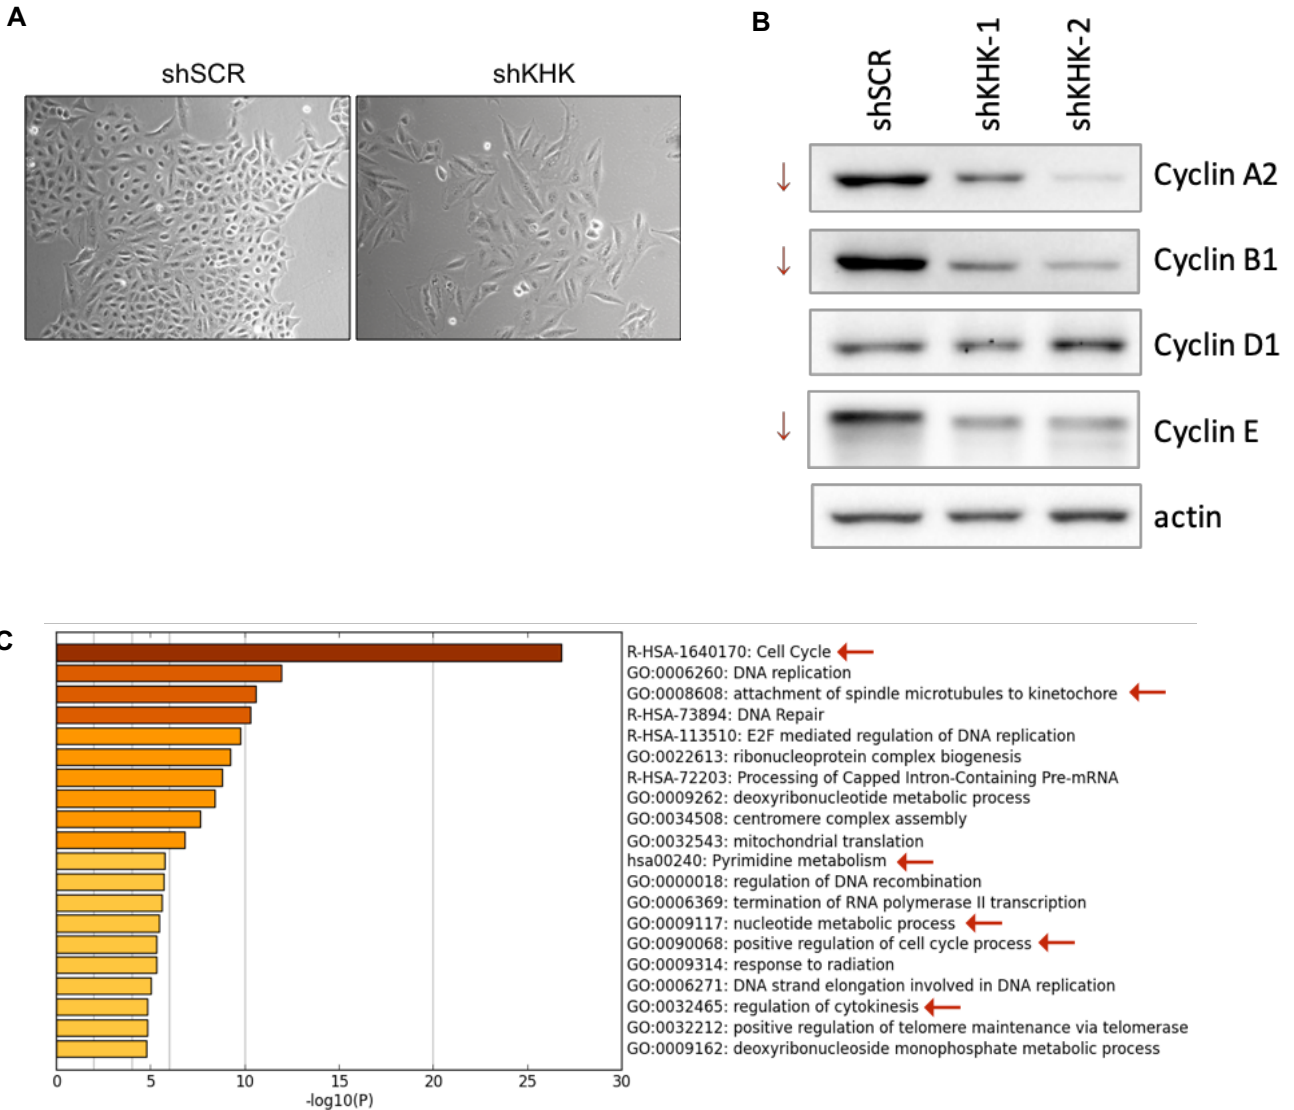 A
shSCR
shKHK
B
shSCR
shKHK-1
shKHK-2
↓ Cyclin A2
↓ Cyclin B1
Cyclin D1
↓ Cyclin E
actin
C
R-HSA-1640170: Cell Cycle
GO:0006260: DNA replication
GO:0008608: attachment of spindle microtubules to kinetochore
R-HSA-73894: DNA Repair
R-HSA-113510: E2F mediated regulation of DNA replication
GO:0022613: ribonucleoprotein complex biogenesis
R-HSA-72203: Processing of Capped Intron-Containing Pre-mRNA
GO:0009262: deoxyribonucleotide metabolic process
GO:0034508: centromere complex assembly
GO:0032543: mitochondrial translation
hsa00240: Pyrimidine metabolism
GO:0000018: regulation of DNA recombination
GO:0006369: termination of RNA polymerase II transcription
GO:0009117: nucleotide metabolic process
GO:0090068: positive regulation of cell cycle process
GO:0009314: response to radiation
GO:0006271: DNA strand elongation involved in DNA replication
GO:0032465: regulation of cytokinesis
GO:0032212: positive regulation of telomere maintenance via telomerase
GO:0009162: deoxyribonucleoside monophosphate metabolic process
0 5 10 15 20 25 30
-log10(P)